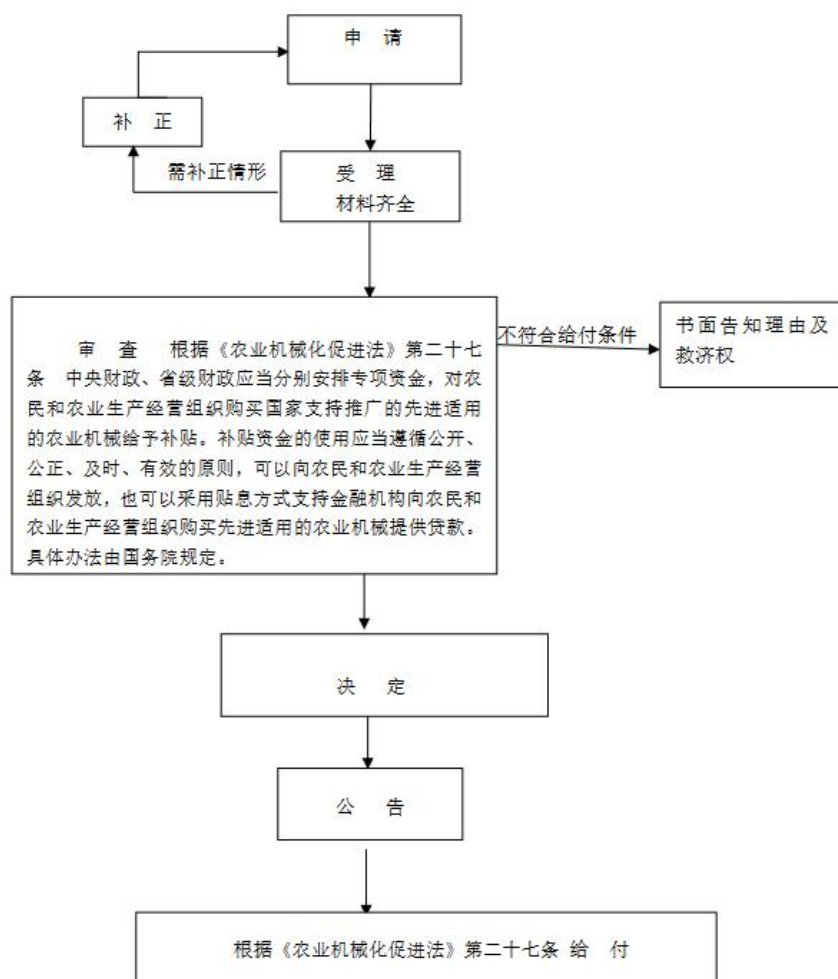 申 请
补 正
需补正情形
受 理
材料齐全
审 查 根据《农业机械化促进法》第二十七
条 中央财政、省级财政应当分别安排专项资金，对农
民和农业生产经营组织购买国家支持推广的先进适用
的农业机械给予补贴。补贴资金的使用应当遵循公开、
公正、及时、有效的原则，可以向农民和农业生产经营
组织发放，也可以采用贴息方式支持金融机构向农民和
农业生产经营组织购买先进适用的农业机械提供贷款。
具体办法由国务院规定。
不符合给付条件
书面告知理由及
救济权
决 定
公 告
根据《农业机械化促进法》第二十七条 给 付